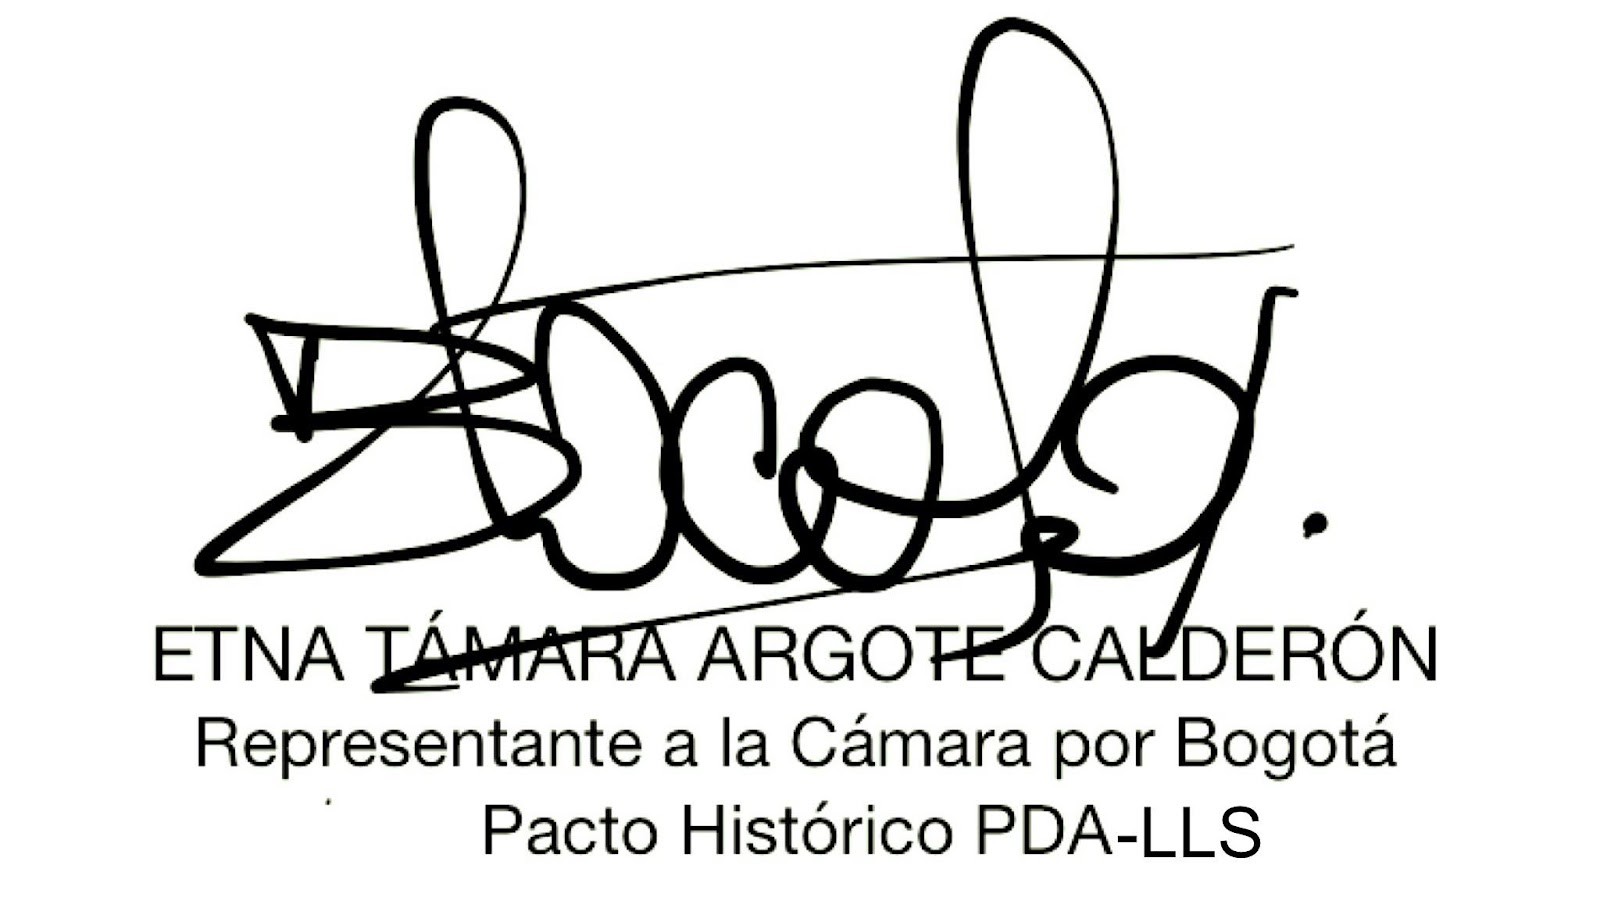 ETNA TÁMARA ARGOTE CALDERÓN
Representante a la Cámara por Bogotá
Pacto Histórico PDA-LLS